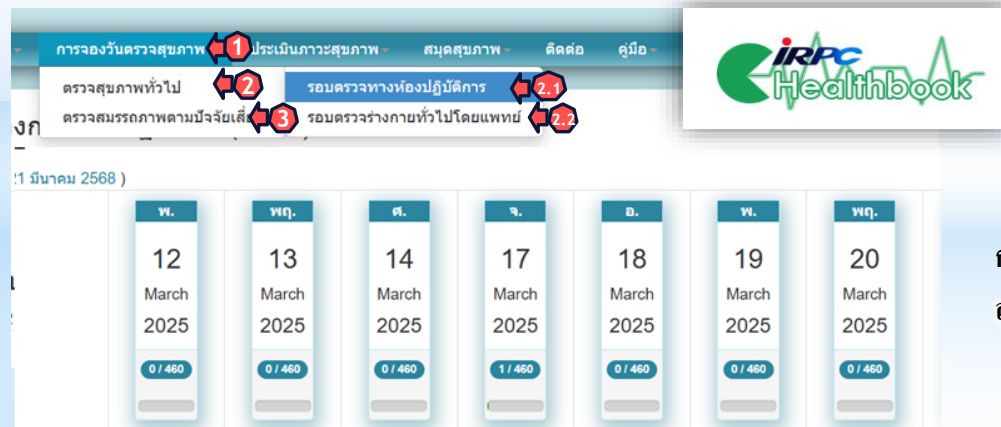 การจองวันตรวจสุขภาพ 1 ประเมินภาวะสุขภาพ สมุดสุขภาพ ติดต่อ คู่มือ
iRPC
Healthbook
ตรวจสุขภาพทั่วไป 2 รอบตรวจทางห้องปฏิบัติการ 2.1
ตรวจสมรรถภาพตามปัจจัย 3 รอบตรวจร่างกายทั่วไปโดยแพทย์ 2.2
21 มีนาคม 2568 )
พ. พฤ. ศ. จ. อ. พ. พฤ.
12 13 14 17 18 19 20
March March March March March March March
2025 2025 2025 2025 2025 2025 2025
0 / 460 0 / 460 0 / 460 1 / 460 0 / 460 0 / 460 0 / 460